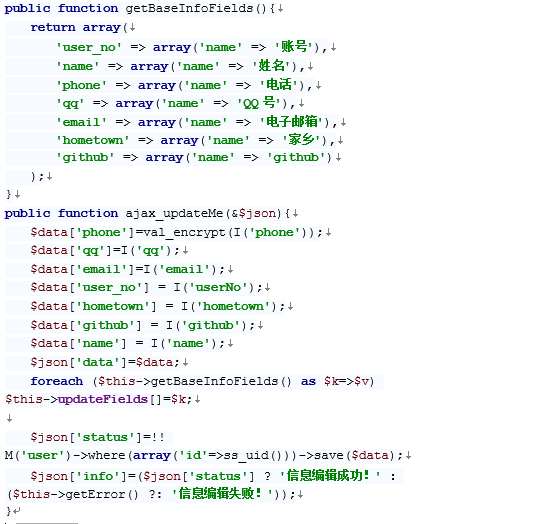 public function getBaseInfoFields(){↓
return array(↓
'user_no' => array('name' => '账号'),↓
'name' => array('name' => '姓名'),↓
'phone' => array('name' => '电话'),↓
'qq' => array('name' => 'QQ 号'),↓
'email' => array('name' => '电子邮箱'),↓
'hometown' => array('name' => '家乡'),↓
'github' => array('name' => 'github')↓
);↓
}↓
public function ajax_updateMe(&$json){↓
$data['phone']=val_encrypt(I('phone'));↓
$data['qq']=I('qq');↓
$data['email']=I('email');↓
$data['user_no'] = I('userNo');↓
$data['hometown'] = I('hometown');↓
$data['github'] = I('github');↓
$data['name'] = I('name');↓
$json['data']=$data;↓
foreach ($this->getBaseInfoFields() as $k=>$v)
$this->updateFields[]=$k;↓
↓
$json['status']=!!
M('user')->where(array('id'=>ss_uid()))->save($data);↓
$json['info']=($json['status'] ? '信息编辑成功！' :
($this->getError() ?: '信息编辑失败！'));↓
}↵